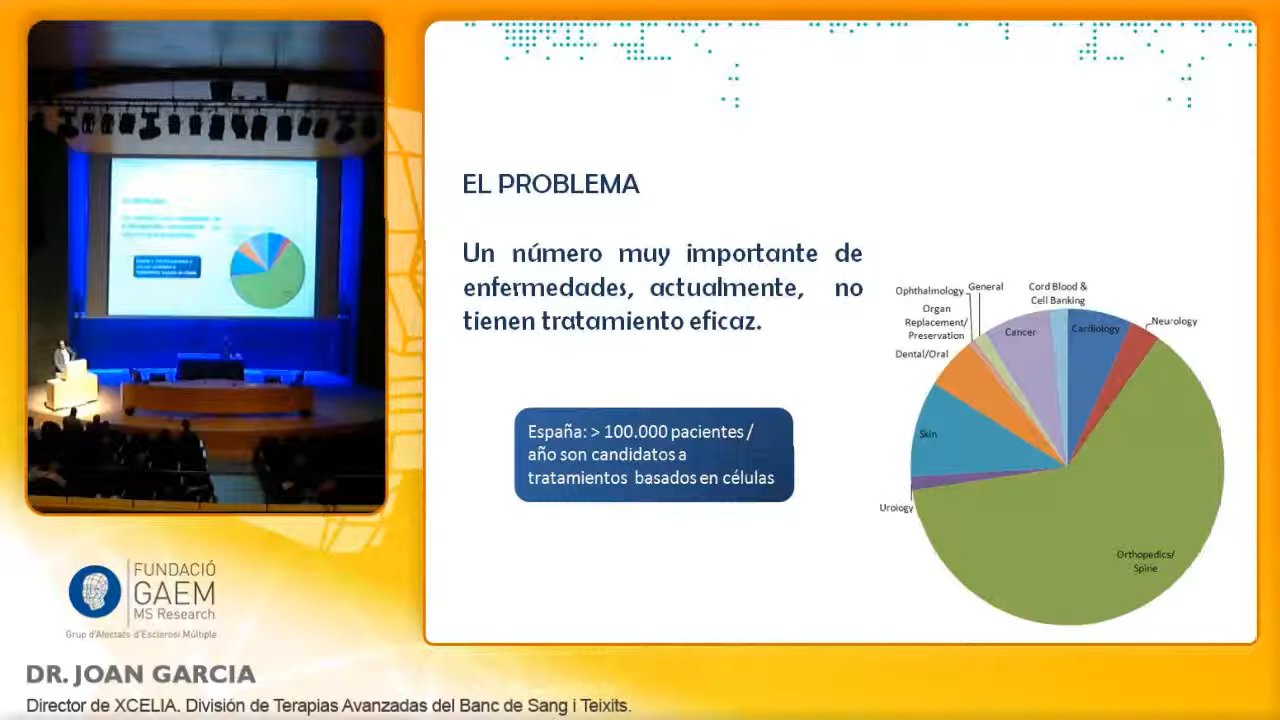 EL PROBLEMA
Un número muy importante de
enfermedades, actualmente, no
tienen tratamiento eficaz.
España: > 100.000 pacientes /
año son candidatos a
tratamientos basados en células
Ophthalmology
General
Cord Blood &
Cell Banking
Organ
Replacement/
Preservation
Dental/Oral
Cancer
Cardiology
Neurology
Skin
Urology
Orthopedics/
Spine
FUNDACIÓ
GAEM
MS Research
Grup d'Afectats d'Esclerosi Múltiple
DR. JOAN GARCIA
Director de XCELIA. División de Terapias Avanzadas del Banc de Sang i Teixits.